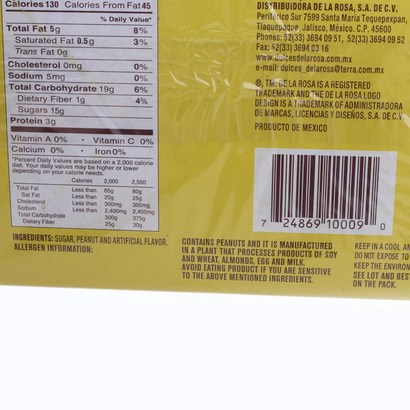 Calories 130 Calories From Fat 45
% Daily Value*
Total Fat 5g 8%
Saturated Fat 0.5g 3%
Trans Fat 0g
Cholesterol 0mg 0%
Sodium 5mg 0%
Total Carbohydrate 19g 6%
Dietary Fiber 1g 4%
Sugars 15g
Protein 3g
Vitamin A 0% • Vitamin C 0%
Calcium 0% • Iron 0%
*Percent Daily Values are based on a 2,000 calorie
diet. Your daily values may be higher or lower
depending on your calorie needs.
Calories 2,000 2,500
Total Fat Less than 65g 80g
Sat Fat Less than 20g 25g
Cholesterol Less than 300mg 300mg
Sodium Less than 2,400mg 2,400mg
Total Carbohydrate 300g 375g
Dietary Fiber 25g 30g
INGREDIENTS: SUGAR, PEANUT AND ARTIFICIAL FLAVOR.
ALLERGEN INFORMATION:
CONTAINS PEANUTS AND IT IS MANUFACTURED
IN A PLANT THAT PROCESSES PRODUCTS OF SOY
AND WHEAT, ALMONDS, EGG AND MILK.
AVOID EATING PRODUCT IF YOU ARE SENSITIVE
TO THE ABOVE MENTIONED INGREDIENTS.
DISTRIBUIDORA DE LA ROSA, S.A. DE C.V.
Periférico Sur 7599 Santa María Tequepexpan,
Tlaquepaque Jalisco, México. C.P. 45600
Phones: 52(33) 3694 09 51, 52(33) 3694 09 52
Fax: 52(33) 3694 03 16
www.dulcesdelarosa.com.mx
e-mail: dulces_delarosa@terra.com.mx
®, TM: DE LA ROSA IS A REGISTERED
TRADEMARK AND THE DE LA ROSA LOGO
DESIGN IS A TRADEMARK OF ADMINISTRADORA
DE MARCAS, LICENCIAS Y DISEÑOS, S.A. DE C.V.
PRODUCTO DE MEXICO
7 24869 10009 0
KEEP IN A COOL AN
DO NOT EXPOSE TO
KEEP THE ENVIRON
SEE LOT AND BEST
ON THE PACK.